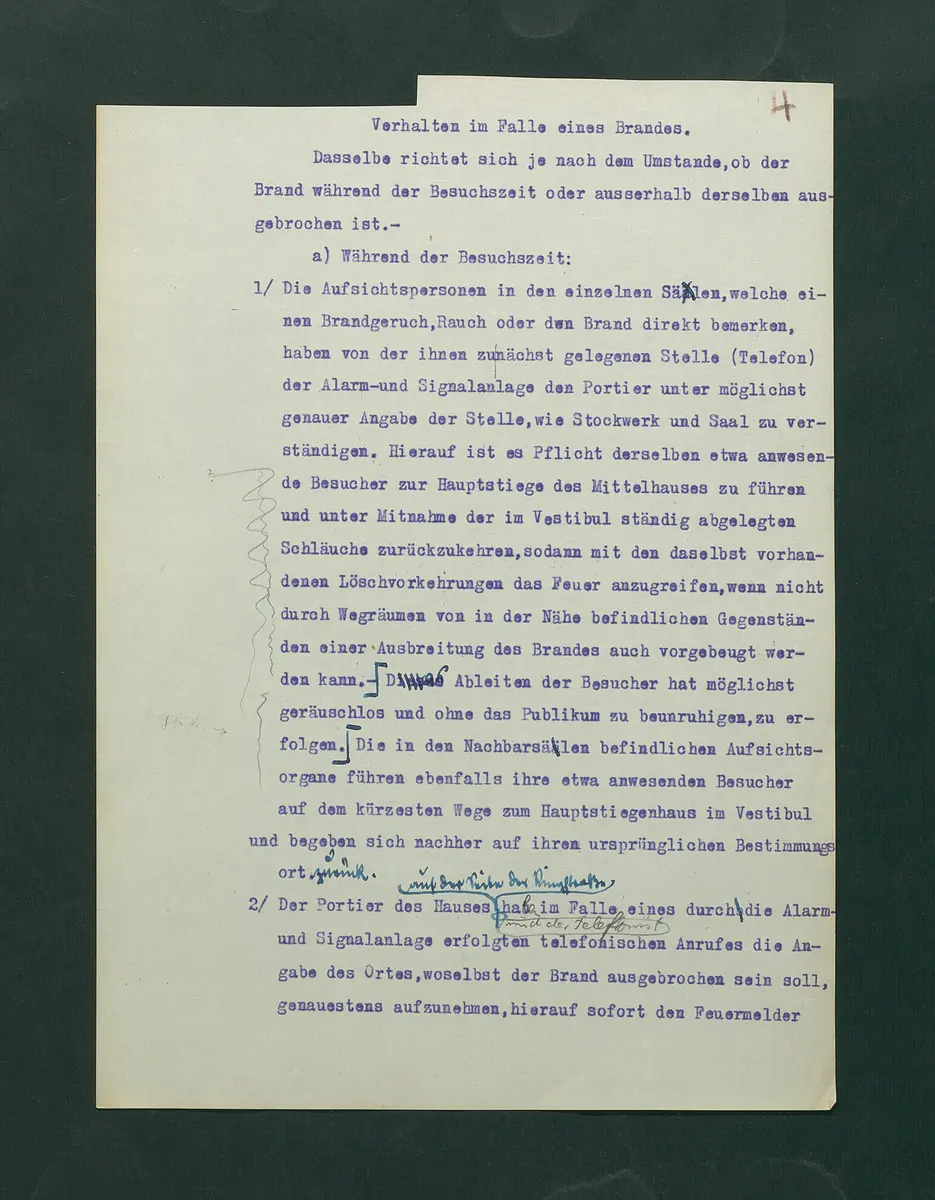 4
Verhalten im Falle eines Brandes.
Dasselbe richtet sich je nach dem Umstande,ob der
Brand während der Besuchszeit oder ausserhalb derselben aus-
gebrochen ist.-
a) Während der Besuchszeit:
1/ Die Aufsichtspersonen in den einzelnen Sälen,welche ei-
nen Brandgeruch,Rauch oder den Brand direkt bemerken,
haben von der ihnen zunächst gelegenen Stelle (Telefon)
der Alarm-und Signalanlage den Portier unter möglichst
genauer Angabe der Stelle,wie Stockwerk und Saal zu ver-
ständigen. Hierauf ist es Pflicht derselben etwa anwesen-
de Besucher zur Hauptstiege des Mittelhauses zu führen
und unter Mitnahme der im Vestibul ständig abgelegten
Schläuche zurückzukehren,sodann mit den daselbst vorhan-
denen Löschvorkehrungen das Feuer anzugreifen,wenn nicht
durch Wegräumen von in der Nähe befindlichen Gegenstän-
den einer Ausbreitung des Brandes auch vorgebeugt wer-
den kann.- Das Ableiten der Besucher hat möglichst
geräuschlos und ohne das Publikum zu beunruhigen,zu er-
folgen. Die in den Nachbarsälen befindlichen Aufsichts-
organe führen ebenfalls ihre etwa anwesenden Besucher
auf dem kürzesten Wege zum Hauptstiegenhaus im Vestibul
und begeben sich nachher auf ihren ursprünglichen Bestimmungs
ort zurück.
auf der Seite der Ringstraße
2/ Der Portier des Hauses habe im Falle eines durch die Alarm-
und der Telefonist
und Signalanlage erfolgten telefonischen Anrufes die An-
gabe des Ortes,woselbst der Brand ausgebrochen sein soll,
genauestens aufzunehmen,hierauf sofort den Feuermelder